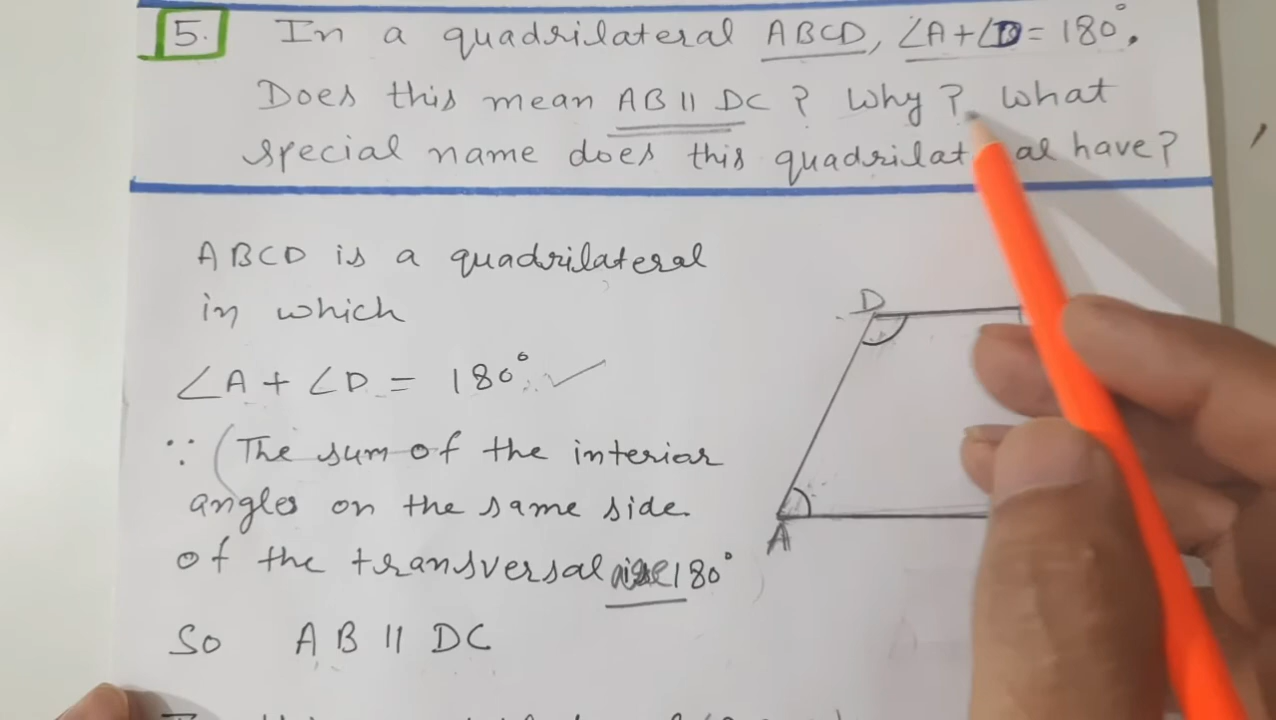 5. In a quadrilateral ABCD, ∠A+∠D = 180°.
Does this mean AB || DC ? Why ? What
special name does this quadrilat al have?
ABCD is a quadrilateral
in which
∠A + ∠D = 180°
∵ (The sum of the interior
angles on the same side
of the transversal 180°
So AB || DC
D
A